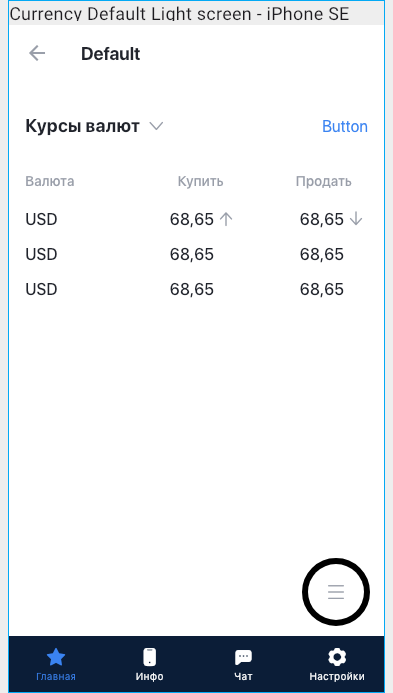 Currency Default Light screen - iPhone SE
Default
Курсы валют Button
Валюта Купить Продать
USD 68,65 68,65
USD 68,65 68,65
USD 68,65 68,65
Главная Инфо Чат Настройки